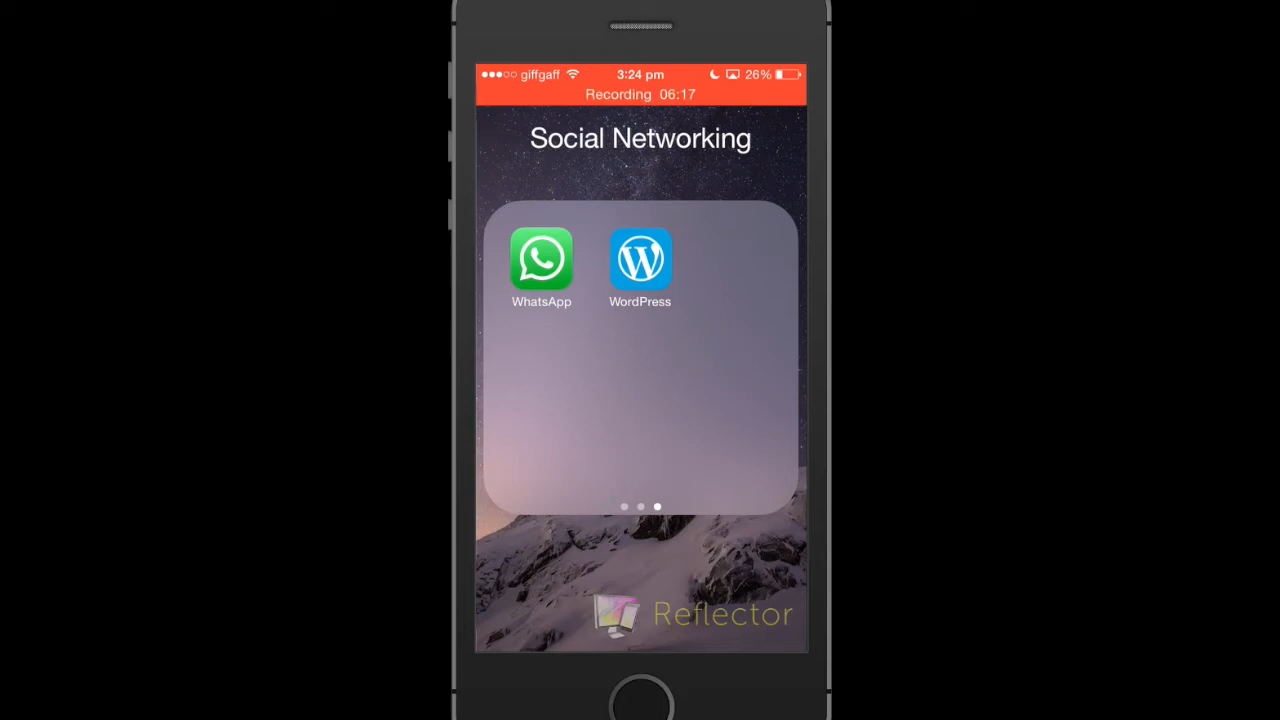 giffgaff 3:24 pm 26%
Recording 06:17
Social Networking
WhatsApp WordPress
Reflector